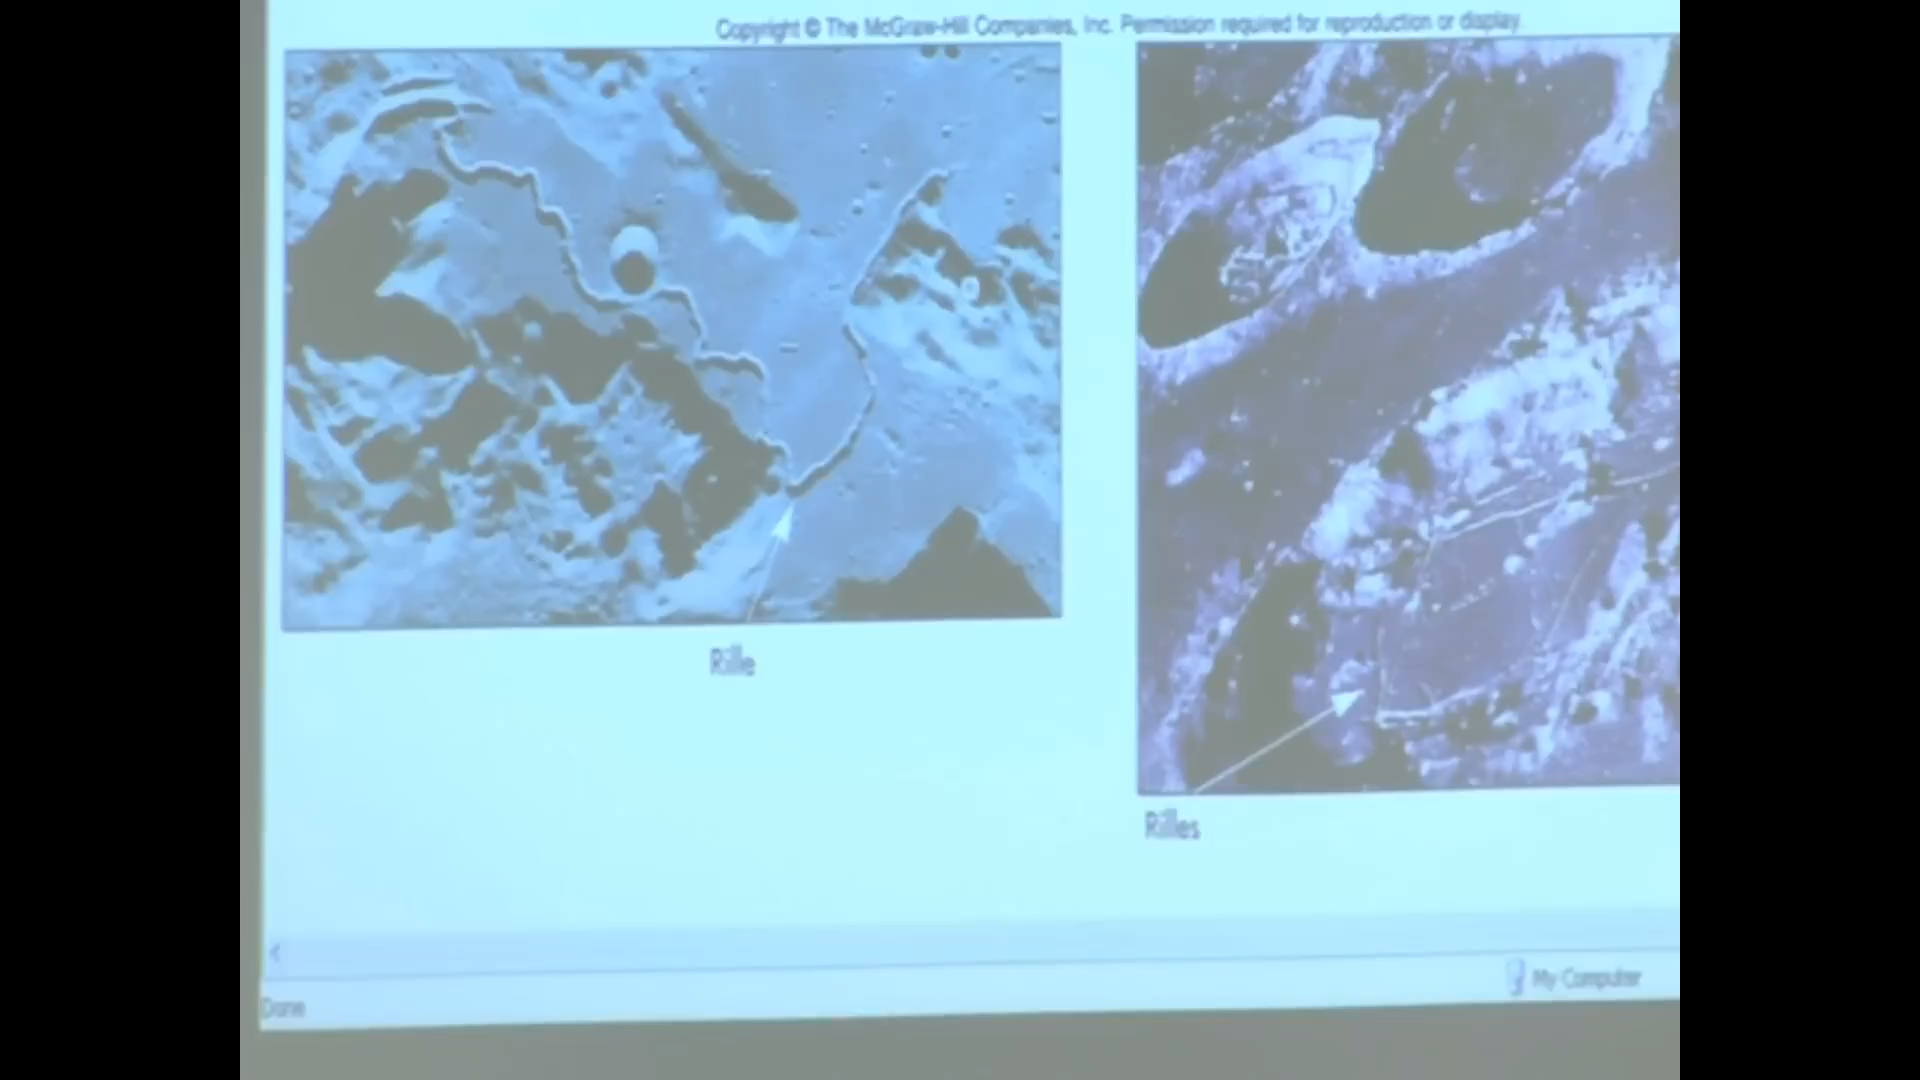 Copyright © The McGraw-Hill Companies, Inc. Permission required for reproduction or display.
Rille
Rilles
My Computer
Done